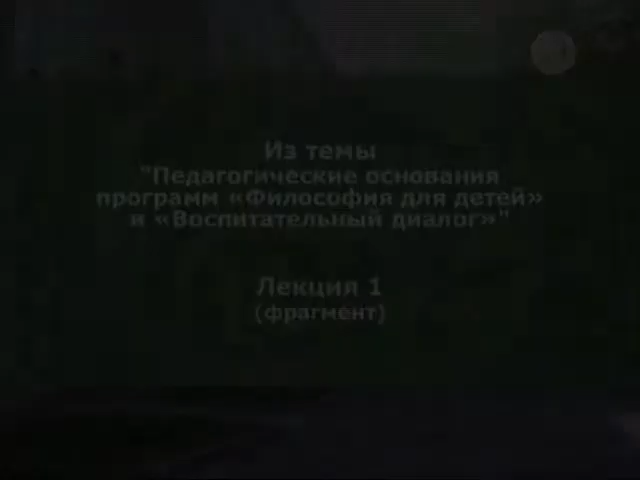 Из темы
"Педагогические основания
программ «Философия для детей»
и «Воспитательный диалог»"
Лекция 1
(фрагмент)